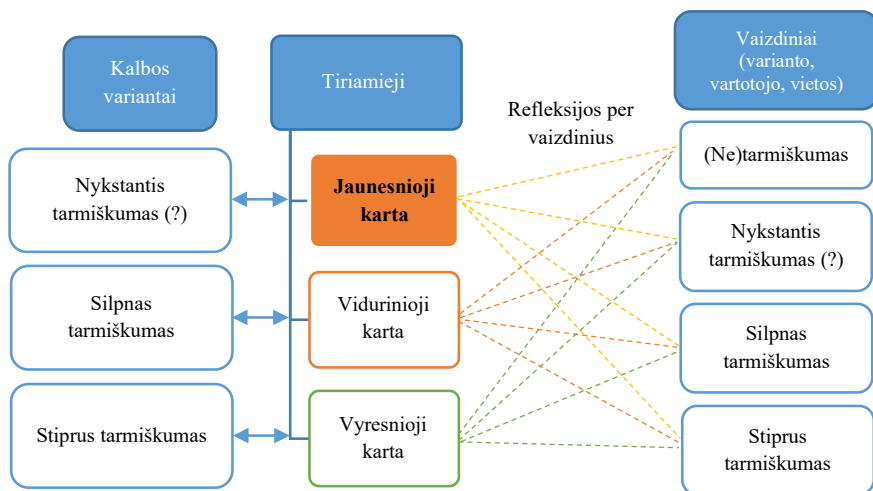 Kalbos
variantai
Tiriamieji
Vaizdiniai
(varianto,
vartotojo, vietos)
Refleksijos per
vaizdinius
Nykstantis
tarmiškumas (?)
Jaunesnioji
karta
(Ne)tarmiškumas
Nykstantis
tarmiškumas (?)
Silpnas
tarmiškumas
Vidurinioji
karta
Silpnas
tarmiškumas
Stiprus tarmiškumas
Vyresnioji
karta
Stiprus
tarmiškumas